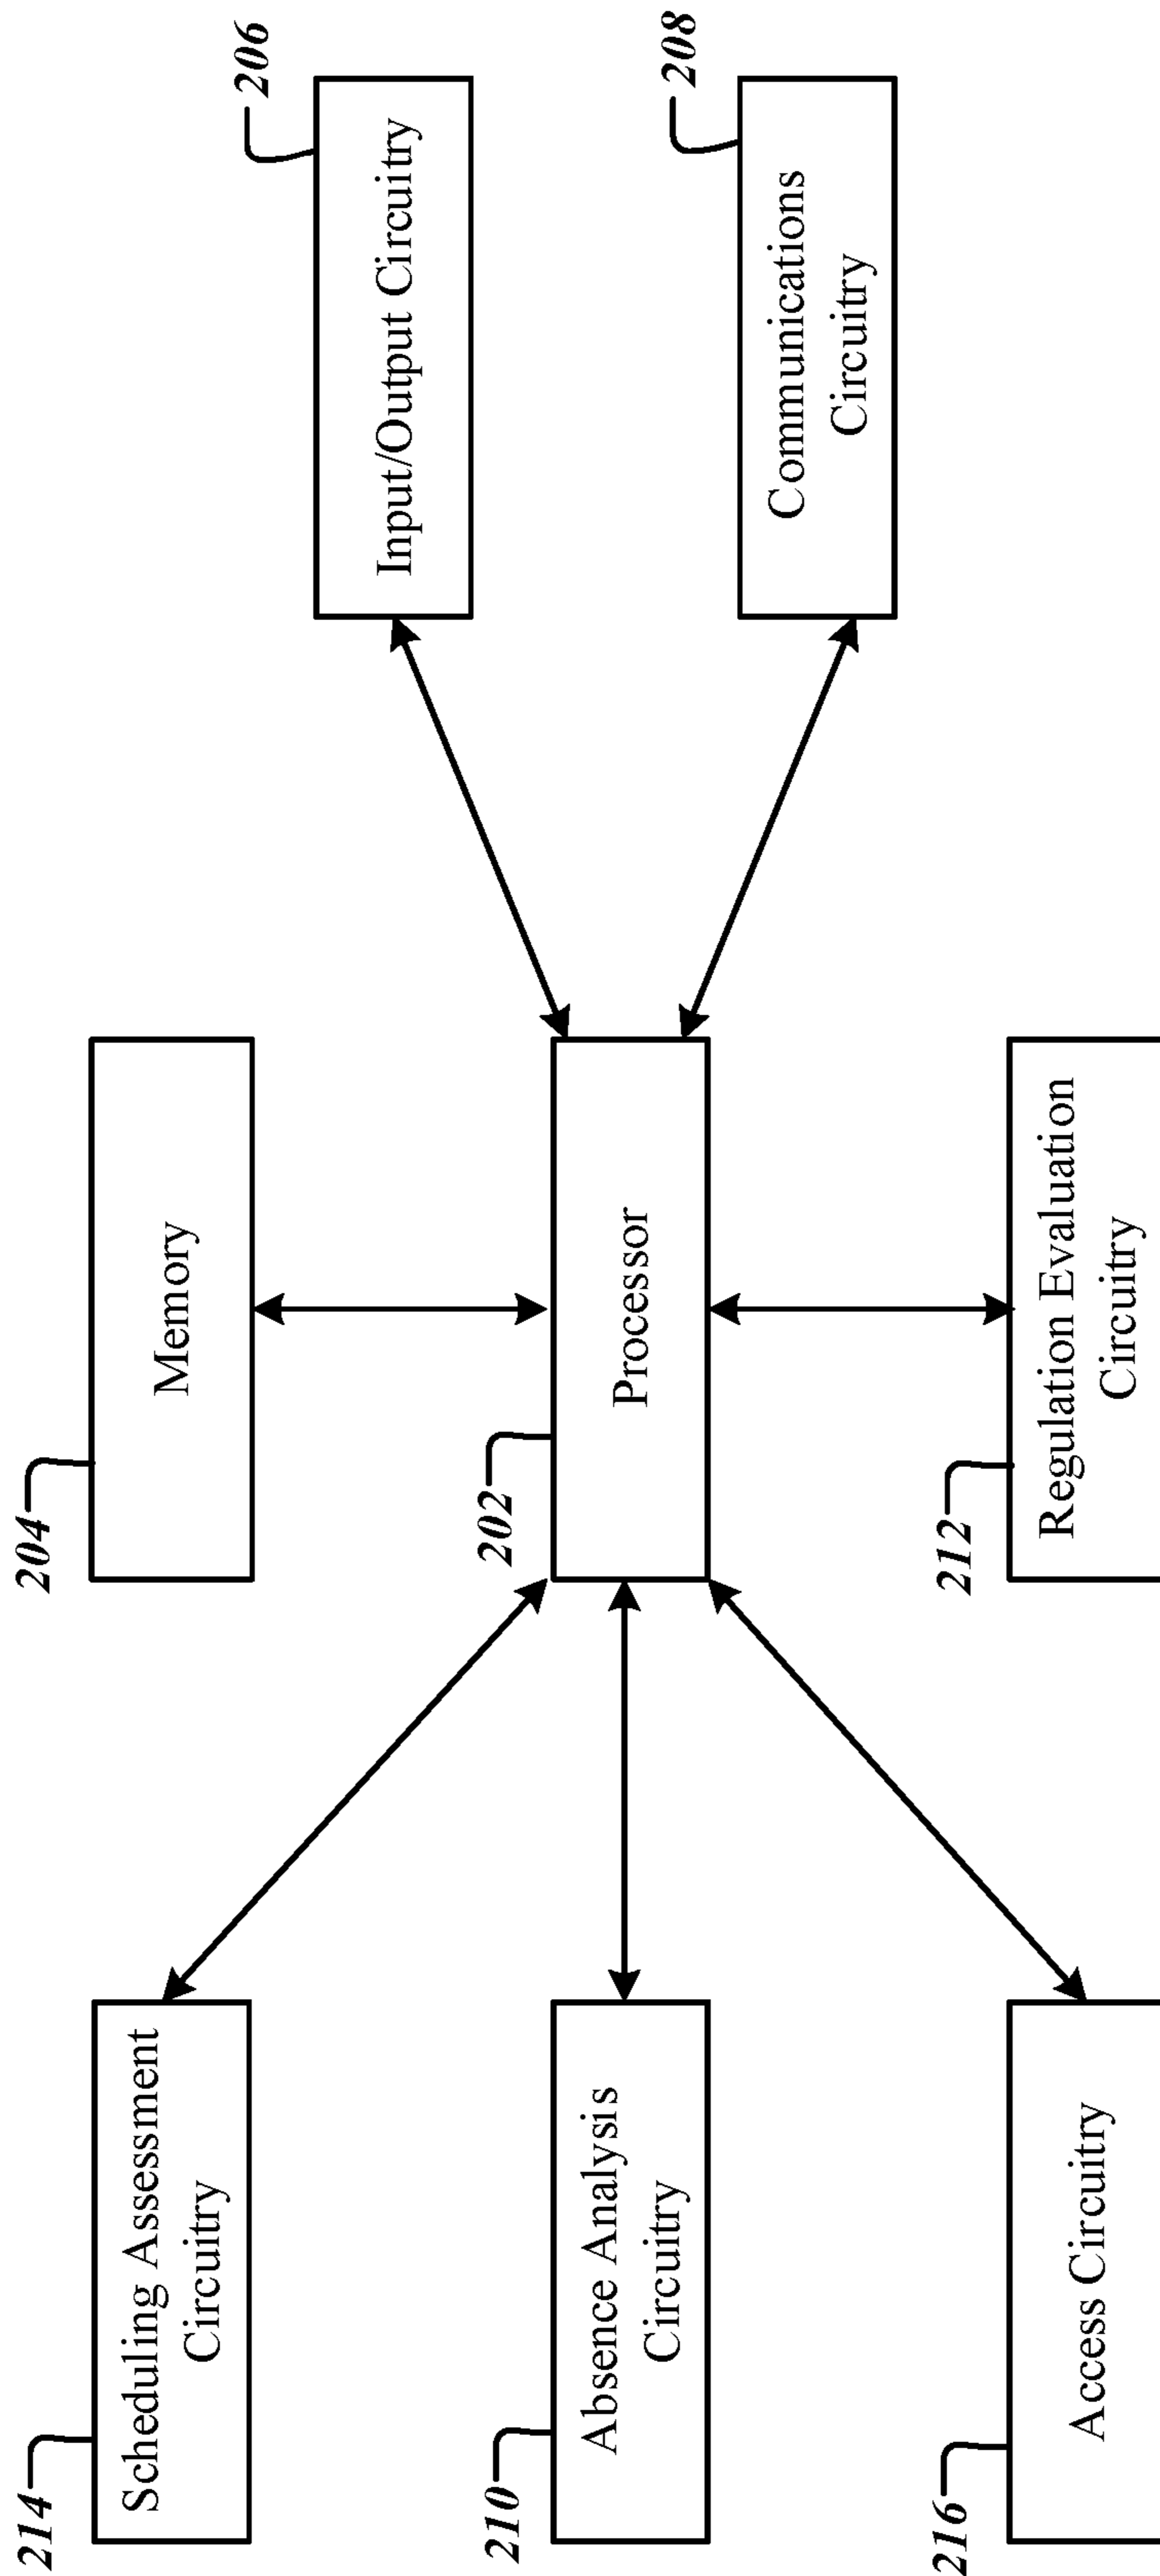 214
Scheduling Assessment
Circuitry
204
Memory
206
Input/Output Circuitry
210
Absence Analysis
Circuitry
202
Processor
208
Communications
Circuitry
216
Access Circuitry
212
Regulation Evaluation
Circuitry